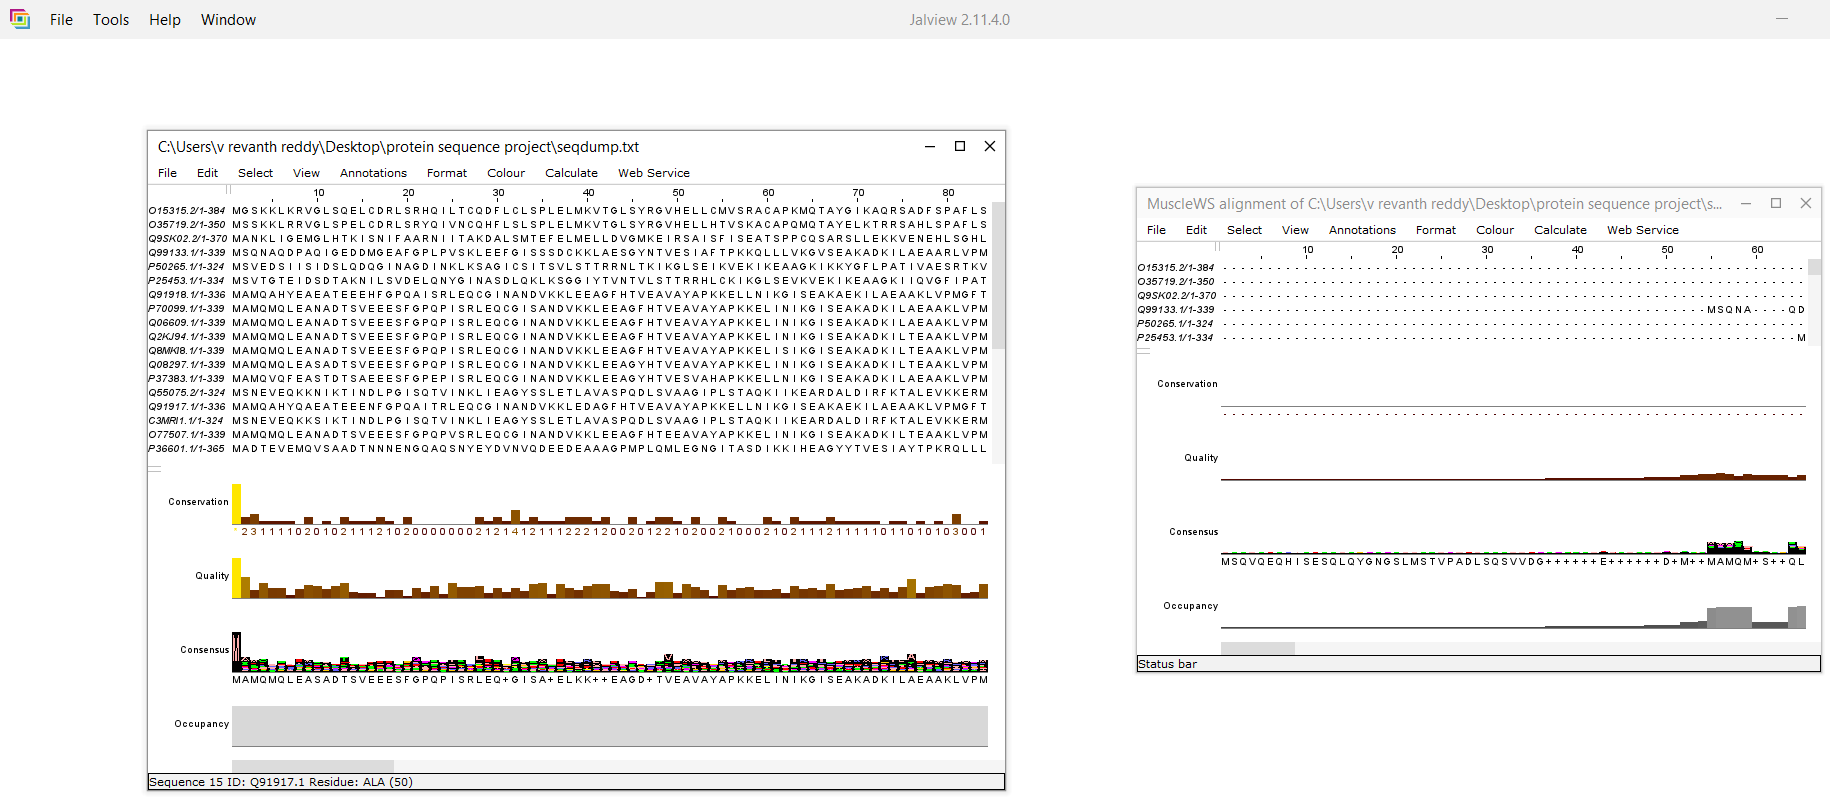 File Tools Help Window Jalview 2.11.4.0
C:\Users\v revanth reddy\Desktop\protein sequence project\seqdump.txt
File Edit Select View Annotations Format Colour Calculate Web Service
10 20 30 40 50 60 70 80
O15315.2/1-384 MGSKKLKRVGLSQELCDRLSRHQILTCQDFLCLSPLELMKVTGLSYRGVHELLCMVSRACAPKMQTAYGIKAQRSADFSPAFLS
O35719.2/1-350 MSSKKLRRVGLSPELCDRLSRYQIVNCQHFLSLSPLELMKVTGLSYRGVHELLHTVSKACAPQMQTAYELKTRRSAHLSPAFLS
Q9SK02.2/1-370 MANKLIGEMGLHTKISNIFAARNIITAKDALSMTEFELMELLDVGMKEIRSAISFISEATSPPCQSARSLLEKKVENEHLSGHL
Q99133.1/1-339 MSQNAQDPAQIGEDDMGEAFGPLPVSKLEEFGISSSDCKKLAESGYNTVESIAFTPKKQLLLVKGVSEAKADKILAEAARLVPM
P50265.1/1-324 MSVEDSIISIDSLQDQGINAGDINKLKSAGICSITSVLSTTRRNLTKIKGLSEIKVEKIKEAAGKIKKYGFLPATIVAESRTKV
P25453.1/1-334 MSVTGTEIDSDTAKNILSVDELQNYGINASDLQKLKSGGIYTVNTVLSTTRRHLCKIKGLSEVKVEKIKEAAGKIIQVGFIPAT
Q91918.1/1-336 MAMQAHYEAEATEEEHFGPQAISRLEQCGINANDVKKLEEAGFHTVEAVAYAPKKELLNIKGISEAKAEKILAEAAKLVPMGFT
P70099.1/1-339 MAMQMQLEANADTSVEEESFGPQPISRLEQCGISANDVKKLEEAGFHTVEAVAYAPKKELINIKGISEAKADKILAEAAKLVPM
Q06609.1/1-339 MAMQMQLEANADTSVEEESFGPQPISRLEQCGINANDVKKLEEAGFHTVEAVAYAPKKELINIKGISEAKADKILAEAAKLVPM
Q2KJ94.1/1-339 MAMQMQLEANADTSVEEESFGPQPISRLEQCGINANDVKKLEEAGFHTVEAVAYAPKKELINIKGISEAKADKILTEAAKLVPM
Q8MKI8.1/1-339 MAMQMQLEASADTSVEEESFGPQPISRLEQCGINANDVKKLEEAGYHTVEAVAYAPKKELISIKGISEAKADKILTEAAKLVPM
Q08297.1/1-339 MAMQMQLEASADTSVEEESFGPQPISRLEQCGINANDVKKLEEAGYHTVEAVAYAPKKELINIKGISEAKADKILTEAAKLVPM
P37383.1/1-339 MAMQVQFEASTDTSAEEESFGPEPISRLEQCGINANDVKKLEEAGYHTVESVAHAPKKELLNIKGISEAKADKILAEAAKLVPM
Q55075.2/1-324 MSNEVEQKKNIKTINDLPGISQTVINKLIEAGYSSLETLAVASPQDLSVAAGIPLSTAQKIIKEARDALDIRFKTALEVKKERM
Q91917.1/1-336 MAMQAHYQAEATEEENFGPQAITRLEQCGINANDVKKLEDAGFHTVEAVAYAPKKELLNIKGISEAKAEKILAEAAKLVPMGFT
C3MRI1.1/1-324 MSNEVEQKKSIKTINDLPGISQTVINKLIEAGYSSLETLAVASPQDLSVAAGIPLSTAQKIIKEARDALDIRFKTALEVKKERM
O77507.1/1-339 MAMQMQLEANADTSVEEESFGPQPVSRLEQCGINANDVKKLEEAGFHTEEAVAYAPKKELINIKGISEAKADKILTEAAKLVPM
P36601.1/1-365 MADTEVEMQVSAADTNNNENGQAQSNYEYDVNVQDEEDEAAAGPMPLQMLEGNGITASDIKKIHEAGYYTVESIAYTPKRQLLL
Conservation
Quality
Consensus
MAMQMQLEASADTSVEEESFGPQPISRLEQ+GISA+ELKK++EAGD+TVEAVAYAPKKELINIKGISEAKADKILAEAAKLVPM
Occupancy
Sequence 15 ID: Q91917.1 Residue: ALA (50)
MuscleWS alignment of C:\Users\v revanth reddy\Desktop\protein sequence project\s...
File Edit Select View Annotations Format Colour Calculate Web Service
10 20 30 40 50 60
O15315.2/1-384
O35719.2/1-350
Q9SK02.2/1-370
Q99133.1/1-339 MSQNA----QD
P50265.1/1-324
P25453.1/1-334 M
Conservation
Quality
Consensus
MSQVQEQHISESQLQYGNGSLMSTVPADLSQSVVDG++++++E+++++D+M++MAMQM+S++QL
Occupancy
Status bar